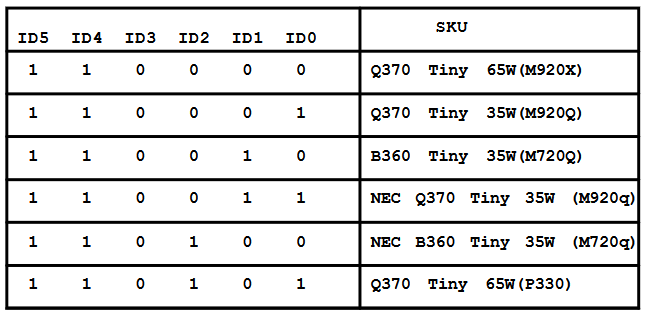 ID5 ID4 ID3 ID2 ID1 ID0 SKU
1 1 0 0 0 0 Q370 Tiny 65W(M920X)
1 1 0 0 0 1 Q370 Tiny 35W(M920Q)
1 1 0 0 1 0 B360 Tiny 35W(M720Q)
1 1 0 0 1 1 NEC Q370 Tiny 35W (M920q)
1 1 0 1 0 0 NEC B360 Tiny 35W (M720q)
1 1 0 1 0 1 Q370 Tiny 65W(P330)